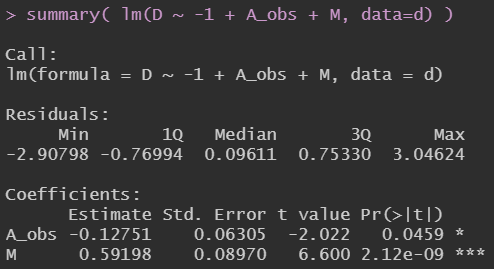 > summary( lm(D ~ -1 + A_obs + M, data=d) )
Call:
lm(formula = D ~ -1 + A_obs + M, data = d)
Residuals:
Min 1Q Median 3Q Max
-2.90798 -0.76994 0.09611 0.75330 3.04624
Coefficients:
Estimate Std. Error t value Pr(>|t|)
A_obs -0.12751 0.06305 -2.022 0.0459 *
M 0.59198 0.08970 6.600 2.12e-09 ***